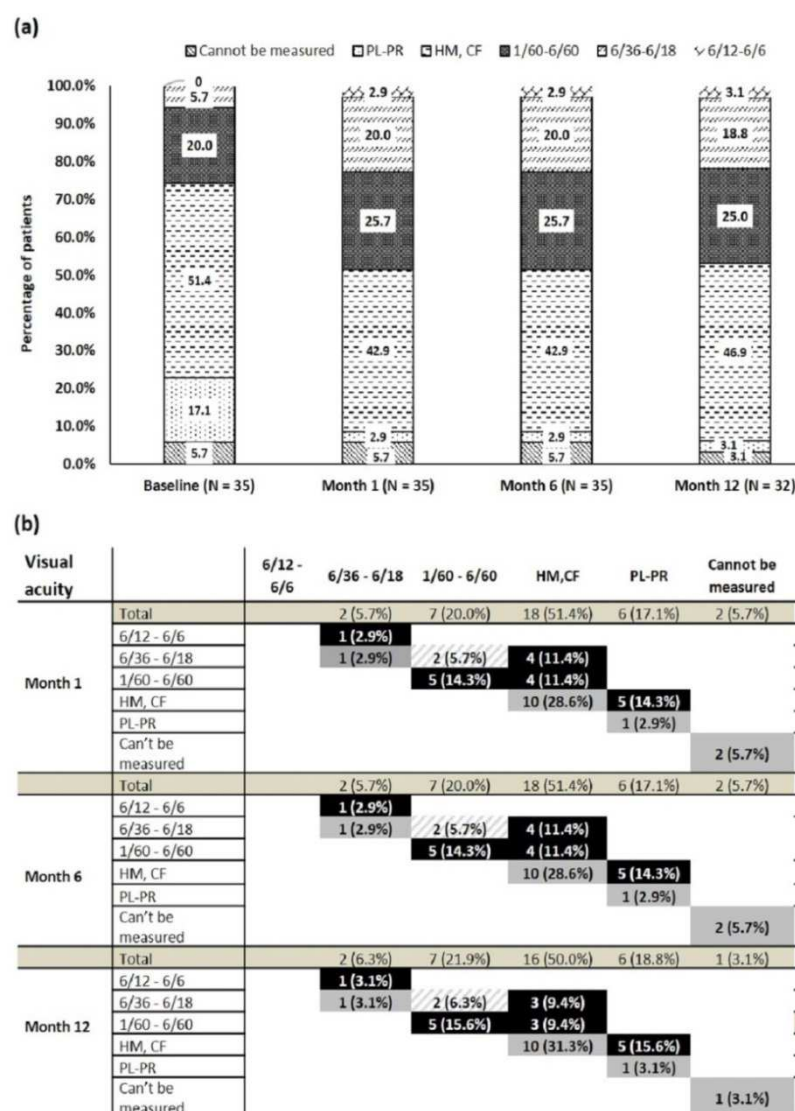 (a)
Cannot be measured PL-PR HM, CF 1/60-6/60 6/36-6/18 6/12-6/6
Percentage of patients
100.0%
90.0%
80.0%
70.0%
60.0%
50.0%
40.0%
30.0%
20.0%
10.0%
0.0%
0
5.7
20.0
51.4
17.1
5.7
2.9
20.0
25.7
42.9
2.9
5.7
2.9
20.0
25.7
42.9
2.9
5.7
3.1
18.8
25.0
46.9
3.1
3.1
Baseline (N = 35) Month 1 (N = 35) Month 6 (N = 35) Month 12 (N = 32)
(b)
Visual acuity 6/12 - 6/6 6/36 - 6/18 1/60 - 6/60 HM,CF PL-PR Cannot be measured
Month 1
Total 2 (5.7%) 7 (20.0%) 18 (51.4%) 6 (17.1%) 2 (5.7%)
6/12 - 6/6 1 (2.9%)
6/36 - 6/18 1 (2.9%) 2 (5.7%) 4 (11.4%)
1/60 - 6/60 5 (14.3%) 4 (11.4%)
HM, CF 10 (28.6%) 5 (14.3%)
PL-PR 1 (2.9%)
Can't be measured 2 (5.7%)
Month 6
Total 2 (5.7%) 7 (20.0%) 18 (51.4%) 6 (17.1%) 2 (5.7%)
6/12 - 6/6 1 (2.9%)
6/36 - 6/18 1 (2.9%) 2 (5.7%) 4 (11.4%)
1/60 - 6/60 5 (14.3%) 4 (11.4%)
HM, CF 10 (28.6%) 5 (14.3%)
PL-PR 1 (2.9%)
Can't be measured 2 (5.7%)
Month 12
Total 2 (6.3%) 7 (21.9%) 16 (50.0%) 6 (18.8%) 1 (3.1%)
6/12 - 6/6 1 (3.1%)
6/36 - 6/18 1 (3.1%) 2 (6.3%) 3 (9.4%)
1/60 - 6/60 5 (15.6%) 3 (9.4%)
HM, CF 10 (31.3%) 5 (15.6%)
PL-PR 1 (3.1%)
Can't be measured 1 (3.1%)